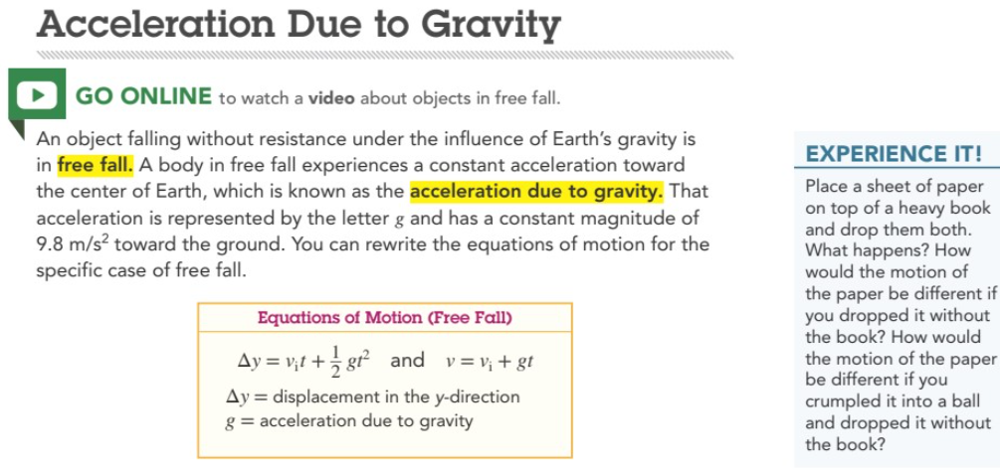 Acceleration Due to Gravity
GO ONLINE to watch a video about objects in free fall.
An object falling without resistance under the influence of Earth's gravity is
in free fall. A body in free fall experiences a constant acceleration toward
the center of Earth, which is known as the acceleration due to gravity. That
acceleration is represented by the letter g and has a constant magnitude of
9.8 m/s² toward the ground. You can rewrite the equations of motion for the
specific case of free fall.
Equations of Motion (Free Fall)
Δy = vᵢt + 1/2 gt² and v = vᵢ + gt
Δy = displacement in the y-direction
g = acceleration due to gravity
EXPERIENCE IT!
Place a sheet of paper
on top of a heavy book
and drop them both.
What happens? How
would the motion of
the paper be different if
you dropped it without
the book? How would
the motion of the paper
be different if you
crumpled it into a ball
and dropped it without
the book?